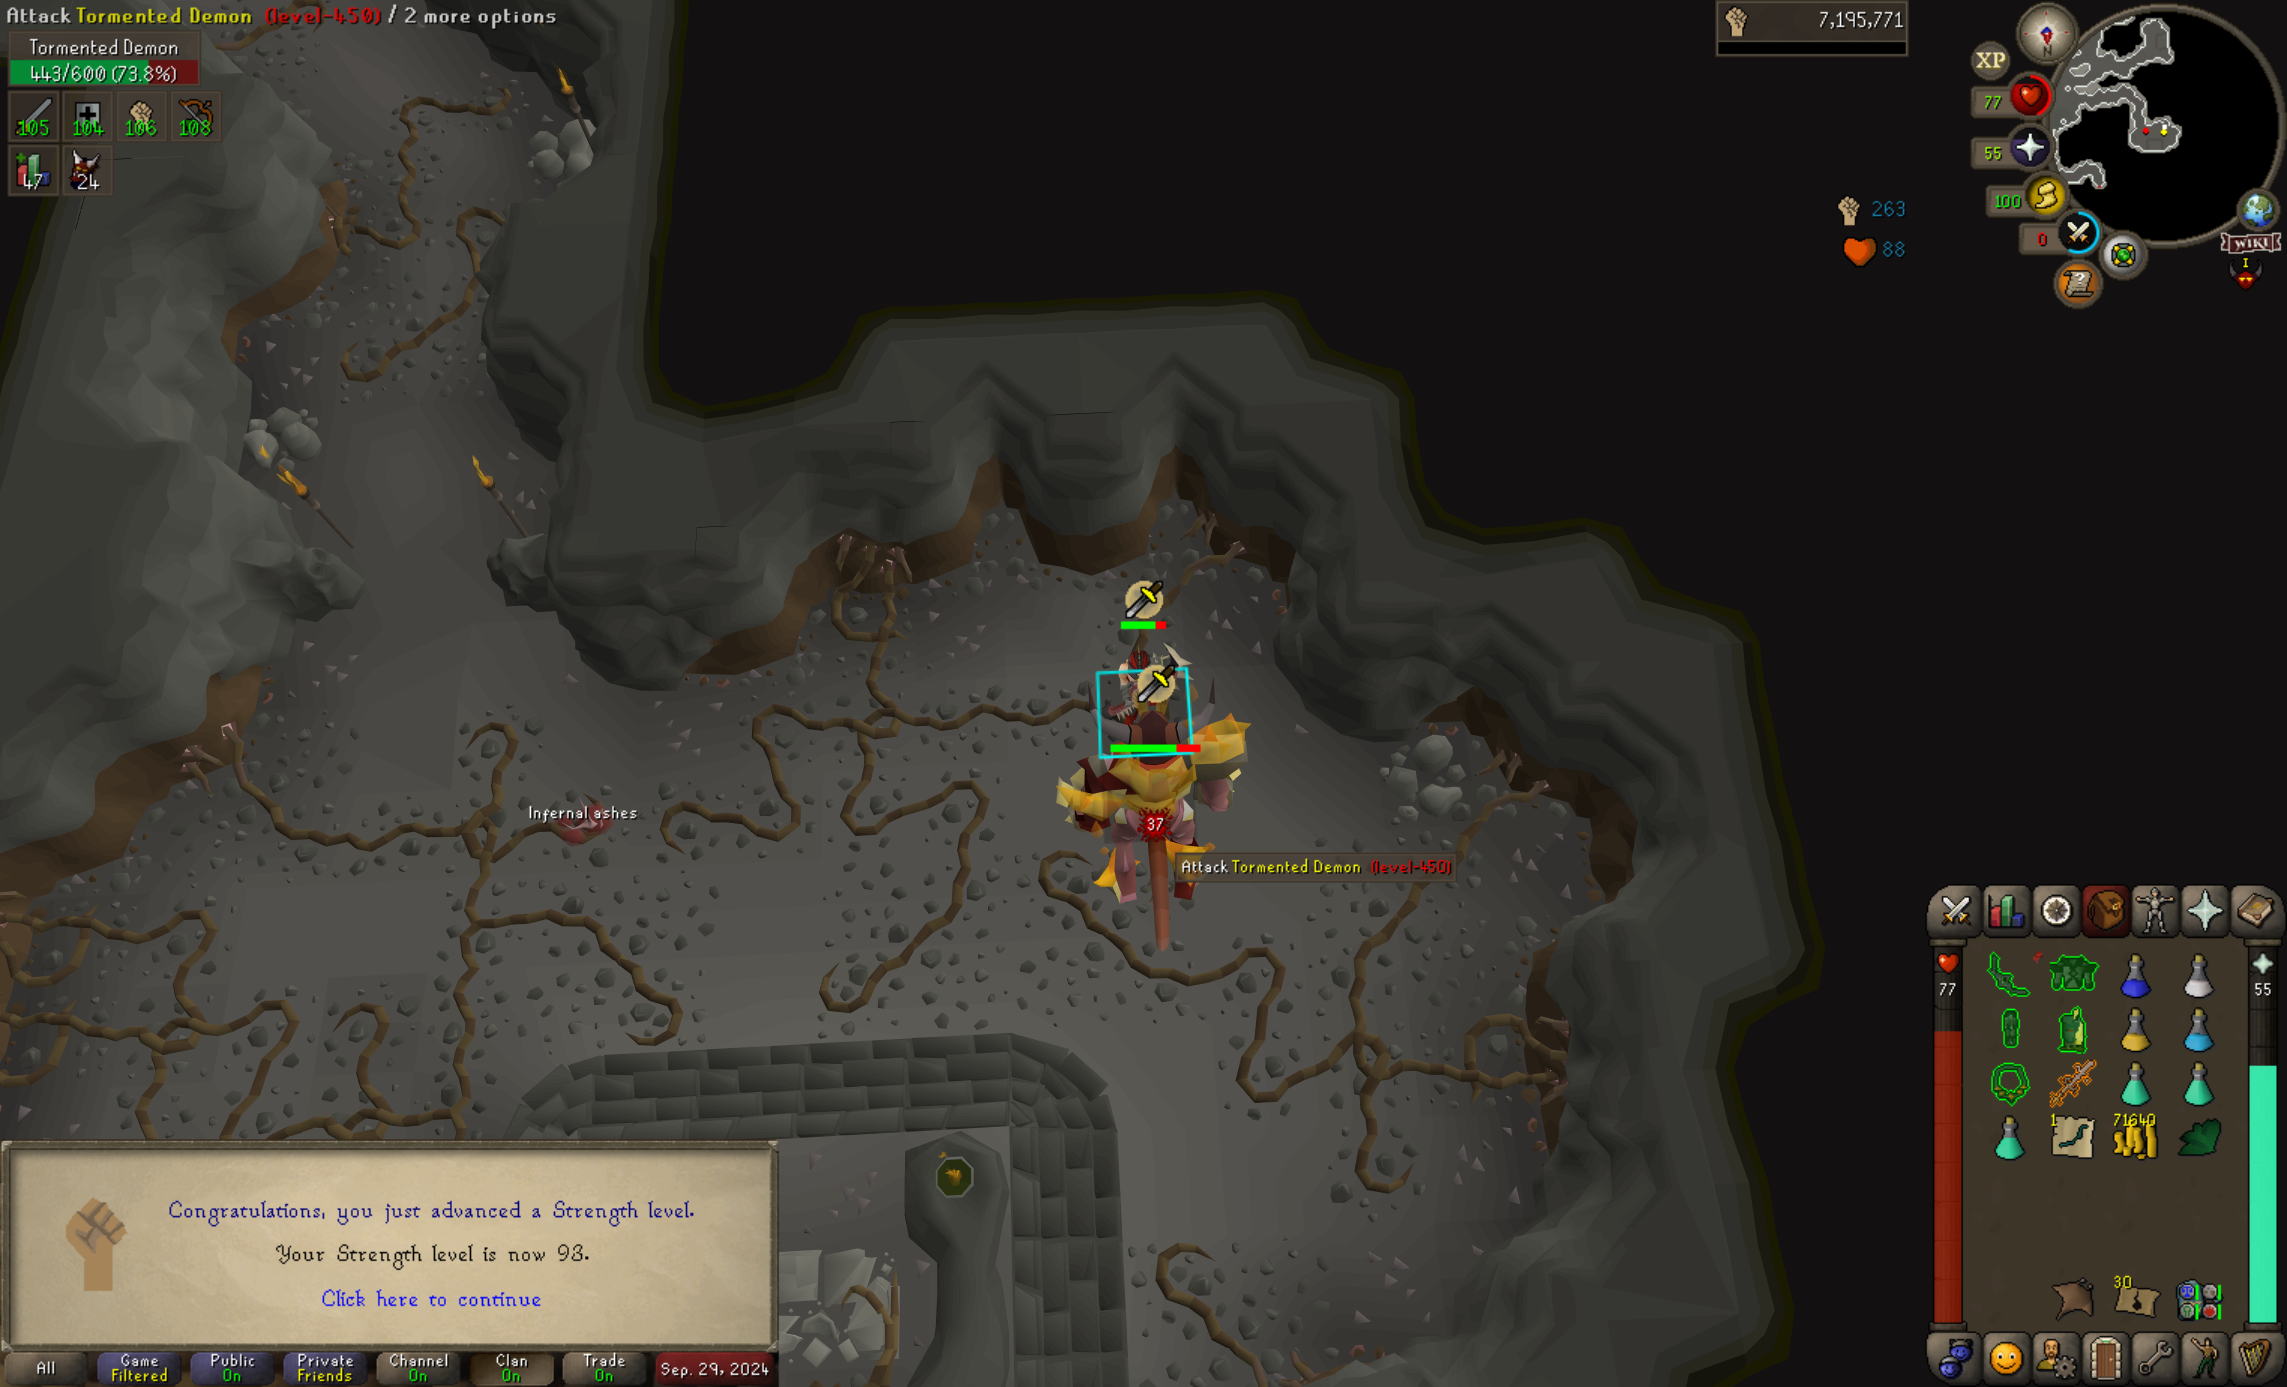 Attack Tormented Demon (level-450) / 2 more options
Tormented Demon
443/600 (73.8%)
105 104 106 108
47 24
7,195,771
XP
N
77
55
100
0
WIKI
I
263
88
Infernal ashes
37
Attack Tormented Demon (level-450)
77
55
1
71640
30
Congratulations, you just advanced a Strength level.
Your Strength level is now 93.
Click here to continue
All
Game
Filtered
Public
On
Private
Friends
Channel
On
Clan
On
Trade
On
Sep. 29, 2024